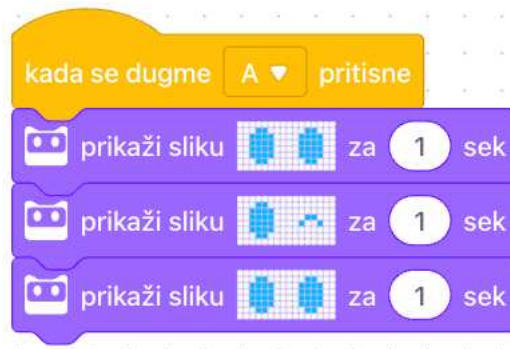 kada se dugme A pritisne
prikaži sliku za 1 sek
prikaži sliku za 1 sek
prikaži sliku za 1 sek